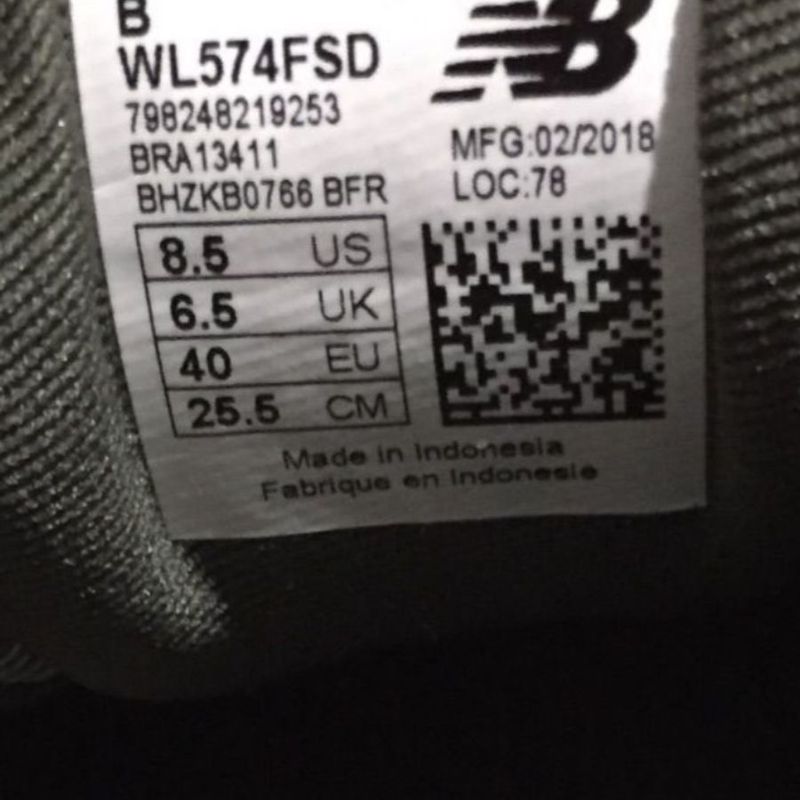 B
WL574FSD
798248219253
BRA13411
BHZKB0766 BFR
NB
MFG:02/2018
LOC:78
8.5 US
6.5 UK
40 EU
25.5 CM
Made in Indonesia
Fabrique en Indonesie